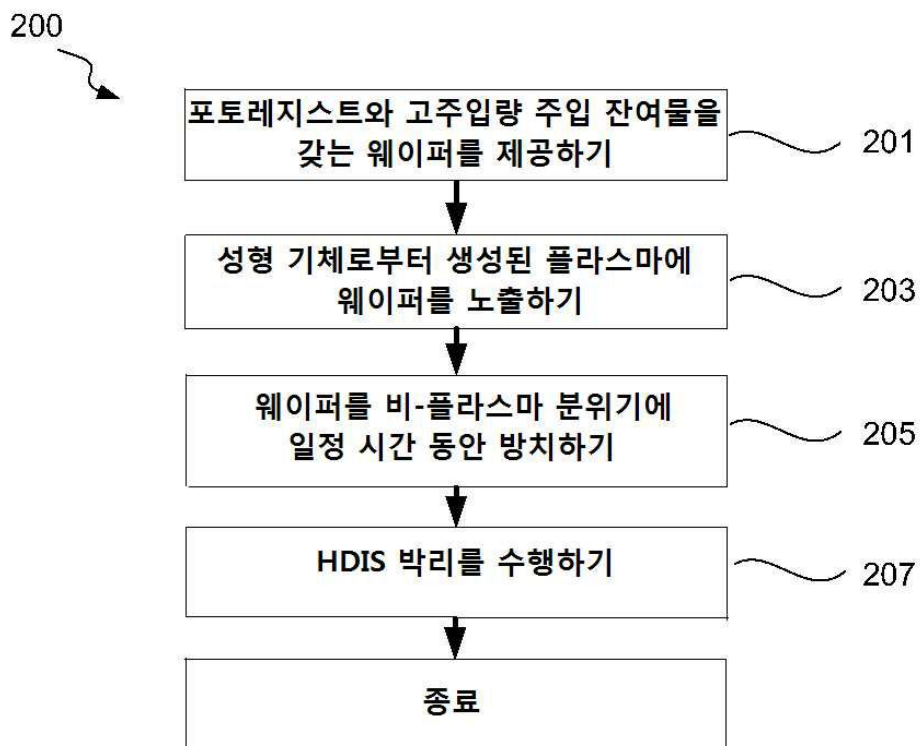 200
포토레지스트와 고주입량 주입 잔여물을
갖는 웨이퍼를 제공하기
201
성형 기체로부터 생성된 플라스마에
웨이퍼를 노출하기
203
웨이퍼를 비-플라스마 분위기에
일정 시간 동안 방치하기
205
HDIS 박리를 수행하기
207
종료